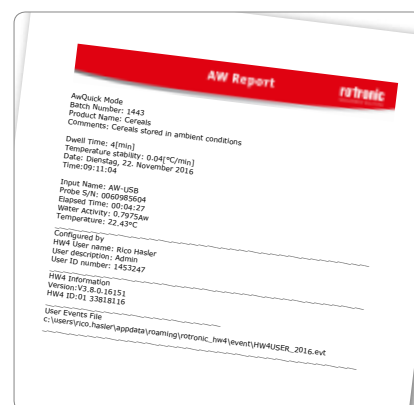 AW Report
rotronic
AwQuick Mode
Batch Number: 1443
Product Name: Cereals
Comments: Cereals stored in ambient conditions
Dwell Time: 4[min]
Temperature stability: 0.04[°C/min]
Date: Dienstag, 22. November 2016
Time:09:11:04
Input Name: AW-USB
Probe S/N: 0060985604
Elapsed Time: 00:04:27
Water Activity: 0.7975Aw
Temperature: 22.43°C
Configured by
HW4 User name: Rico Hasler
User description: Admin
User ID number: 1453247
HW4 Information
Version:V3.8.0.16151
HW4 ID:01 33818116
User Events File
c:\users\rico.hasler\appdata\roaming\rotronic_hw4\event\HW4USER_2016.evt